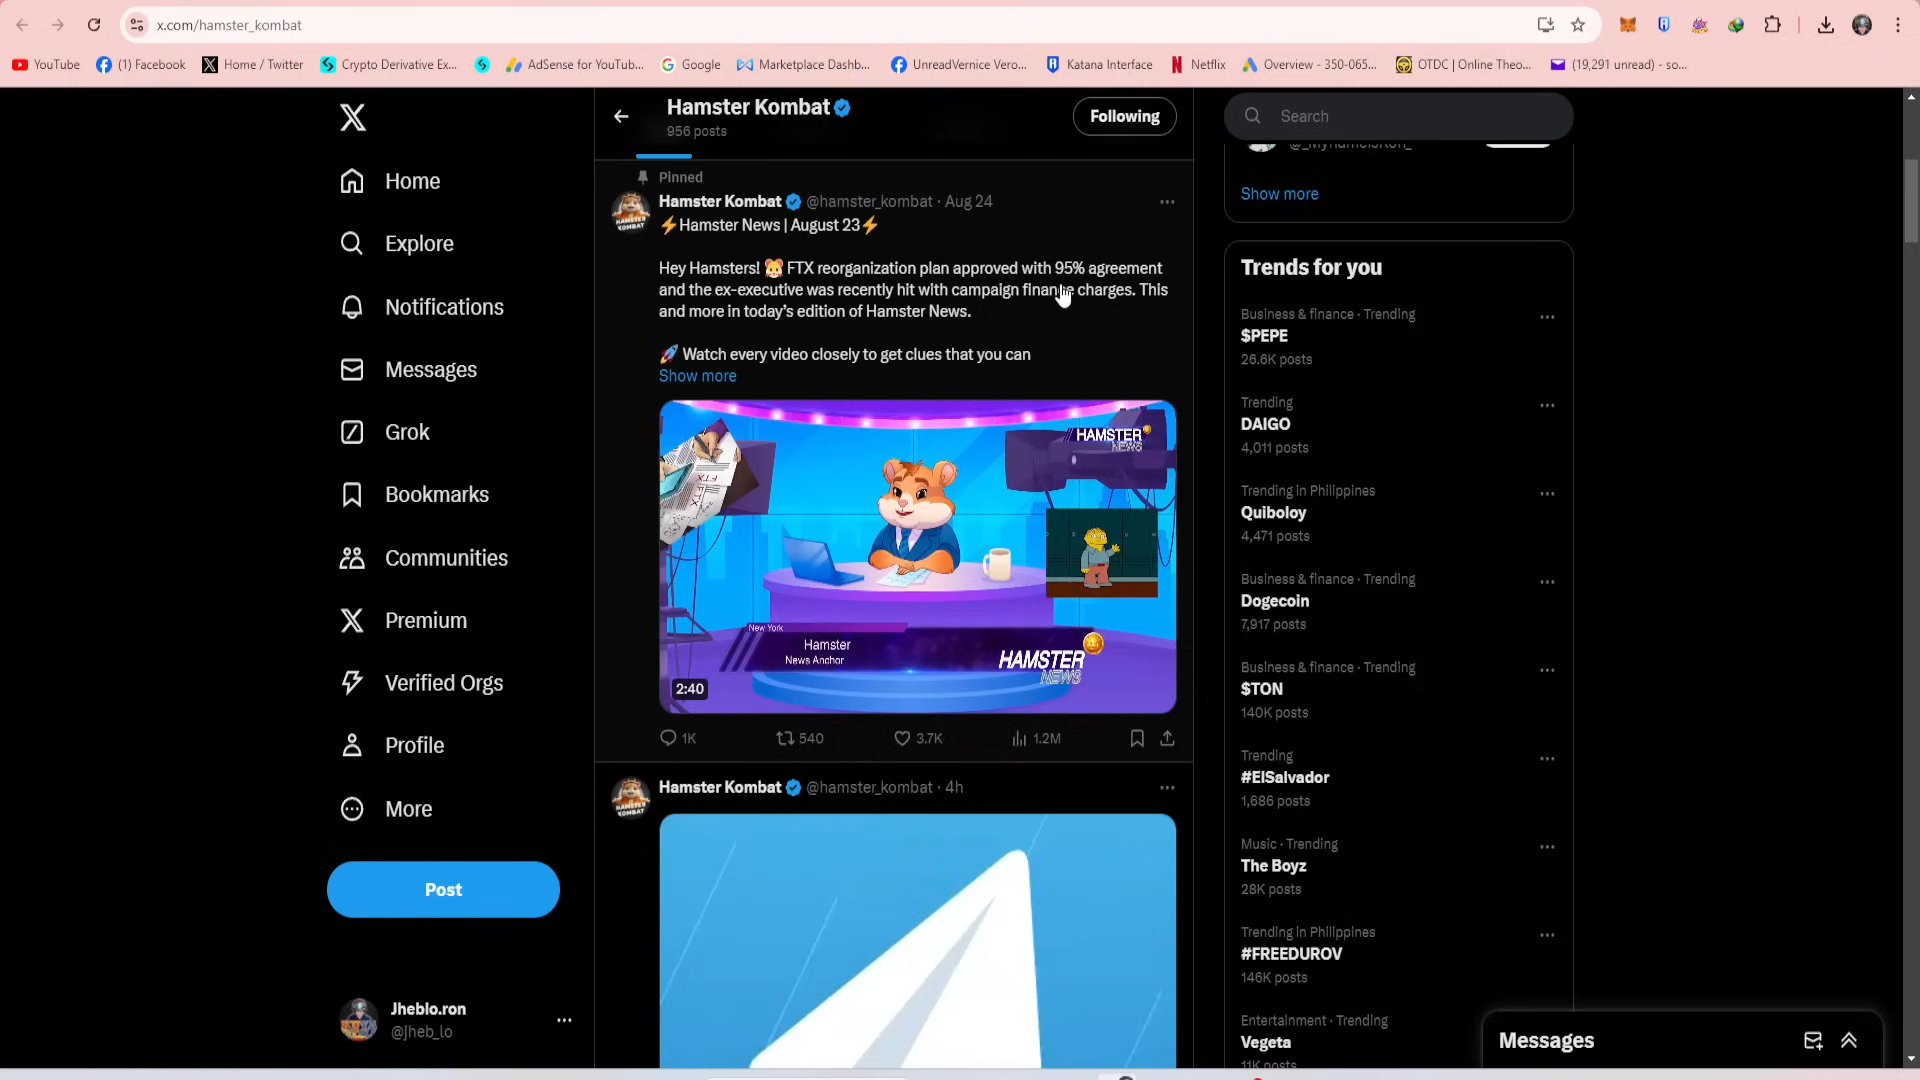 x.com/hamster_kombat
YouTube
(1) Facebook
Home / Twitter
Crypto Derivative Ex...
AdSense for YouTub...
Google
Marketplace Dashb...
UnreadVernice Vero...
Katana Interface
Netflix
Overview - 350-065...
OTDC | Online Theo...
(19,291 unread) - so...
Home
Explore
Notifications
Messages
Grok
Bookmarks
Communities
Premium
Verified Orgs
Profile
More
Post
Jheblo.ron
@jheb_lo
Hamster Kombat
956 posts
Following
Pinned
Hamster Kombat @hamster_kombat · Aug 24
⚡Hamster News | August 23⚡
Hey Hamsters! 🐹 FTX reorganization plan approved with 95% agreement
and the ex-executive was recently hit with campaign finance charges. This
and more in today’s edition of Hamster News.
🚀 Watch every video closely to get clues that you can
Show more
HAMSTER
NEWS
FTX
New York
Hamster
News Anchor
HAMSTER
NEWS
2:40
1K
540
3.7K
1.2M
Hamster Kombat @hamster_kombat · 4h
Search
Show more
Trends for you
Business & finance · Trending
$PEPE
26.6K posts
Trending
DAIGO
4,011 posts
Trending in Philippines
Quiboloy
4,471 posts
Business & finance · Trending
Dogecoin
7,917 posts
Business & finance · Trending
$TON
140K posts
Trending
#ElSalvador
1,686 posts
Music · Trending
The Boyz
28K posts
Trending in Philippines
#FREEDUROV
146K posts
Entertainment · Trending
Vegeta
11K posts
Messages